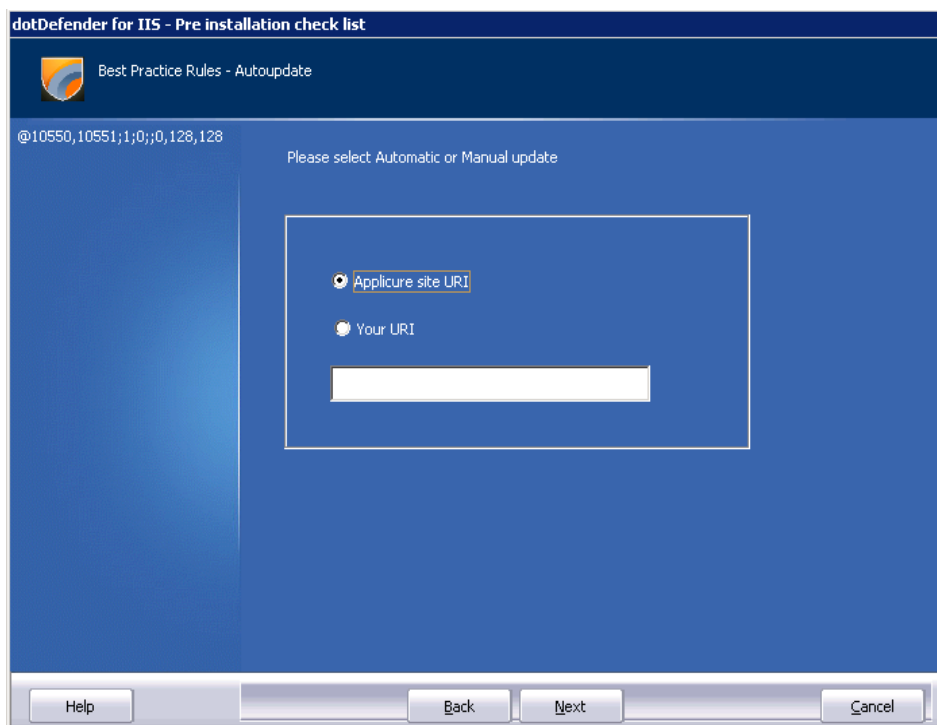 dotDefender for IIS - Pre installation check list
Best Practice Rules - Autoupdate
@10550,10551;1;0;;0,128,128
Please select Automatic or Manual update
Applicure site URI
Your URI
Help
Back
Next
Cancel